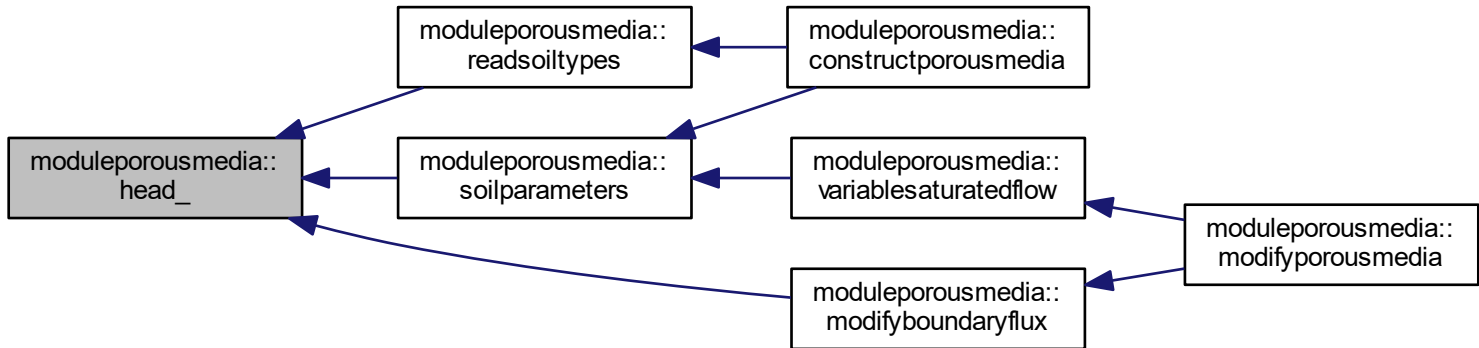 moduleporousmedia::
head_
moduleporousmedia::
readsoiltypes
moduleporousmedia::
constructporousmedia
moduleporousmedia::
soilparameters
moduleporousmedia::
variablesaturatedflow
moduleporousmedia::
modifyporousmedia
moduleporousmedia::
modifyboundaryflux